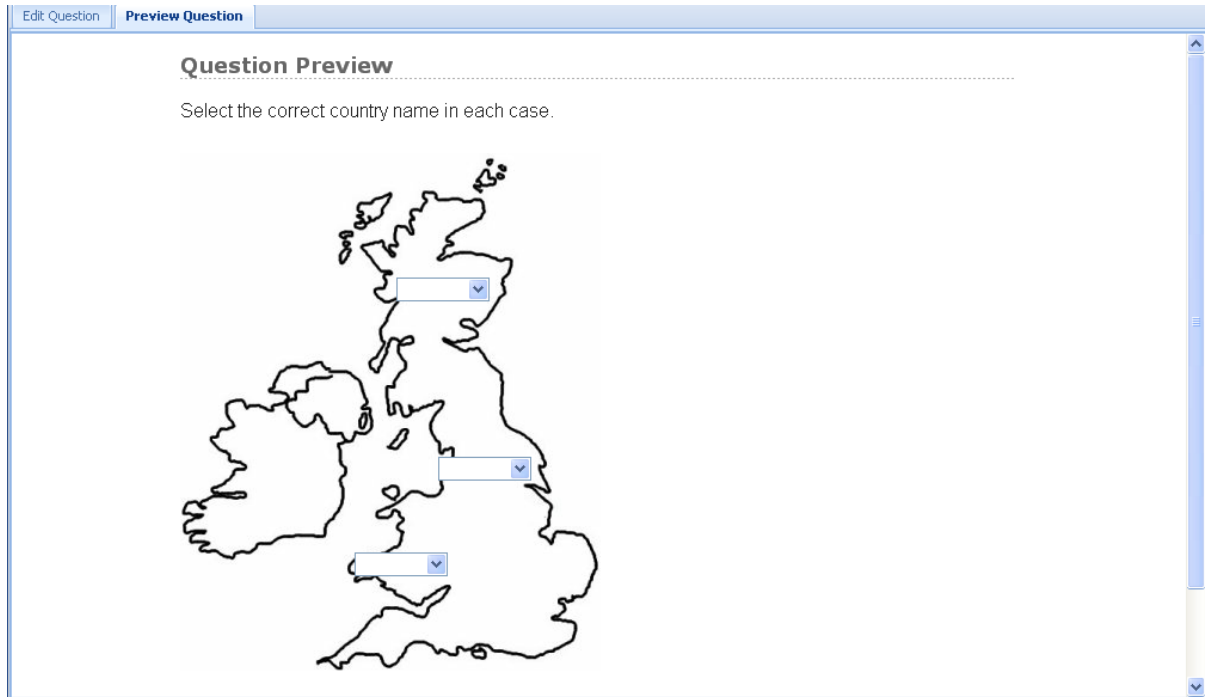 Edit Question
Preview Question
Question Preview
Select the correct country name in each case.